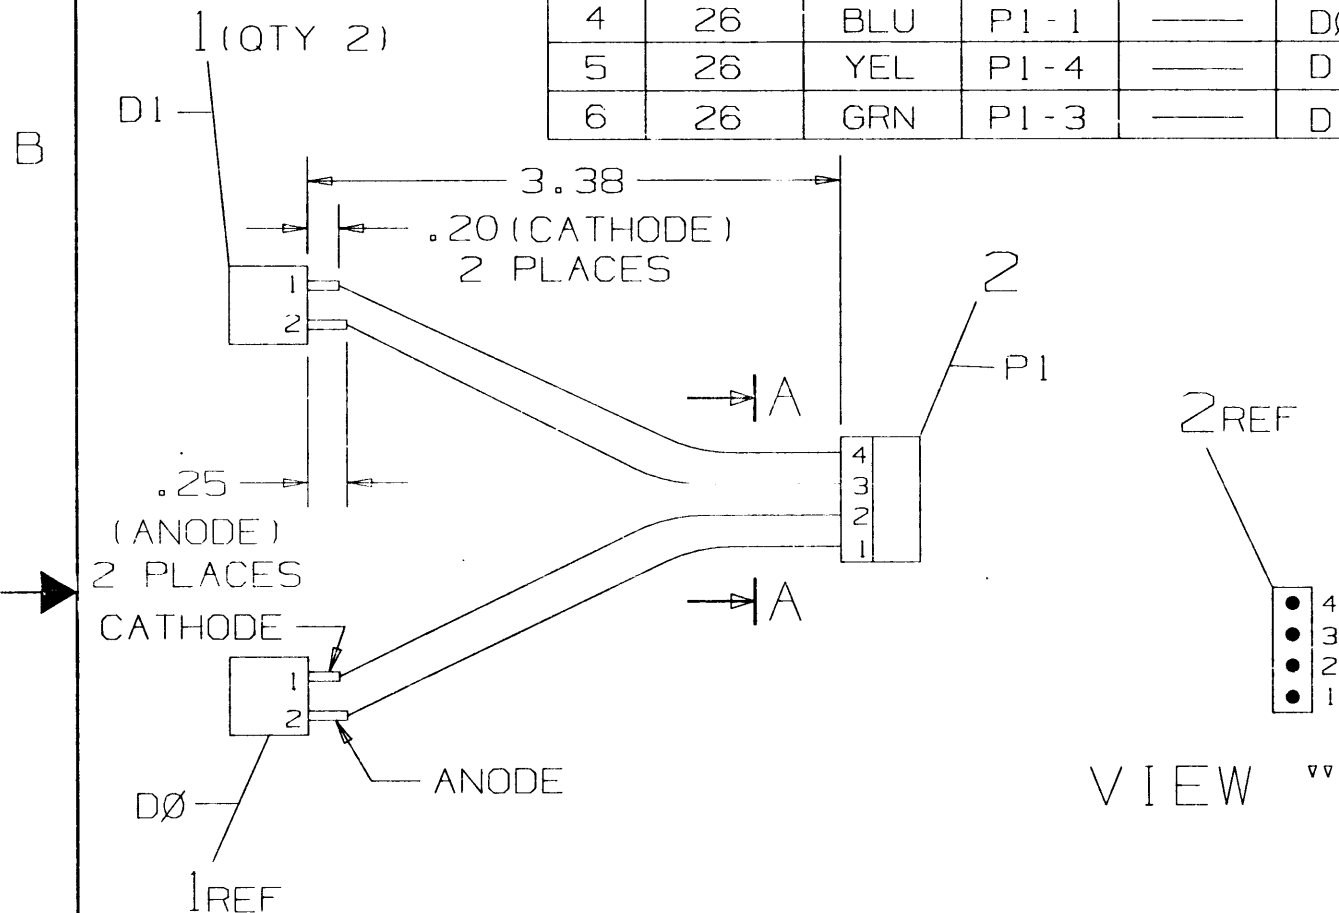 4 26 BLU P1-1 DØ
5 26 YEL P1-4 D
6 26 GRN P1-3 D
1 (QTY 2)
D1
B
3.38
.20 (CATHODE)
2 PLACES
1
2
2
P1
A
2 REF
4
3
2
1
.25
(ANODE)
2 PLACES
CATHODE
A
4
3
2
1
1
2
ANODE
DØ
VIEW "
1 REF